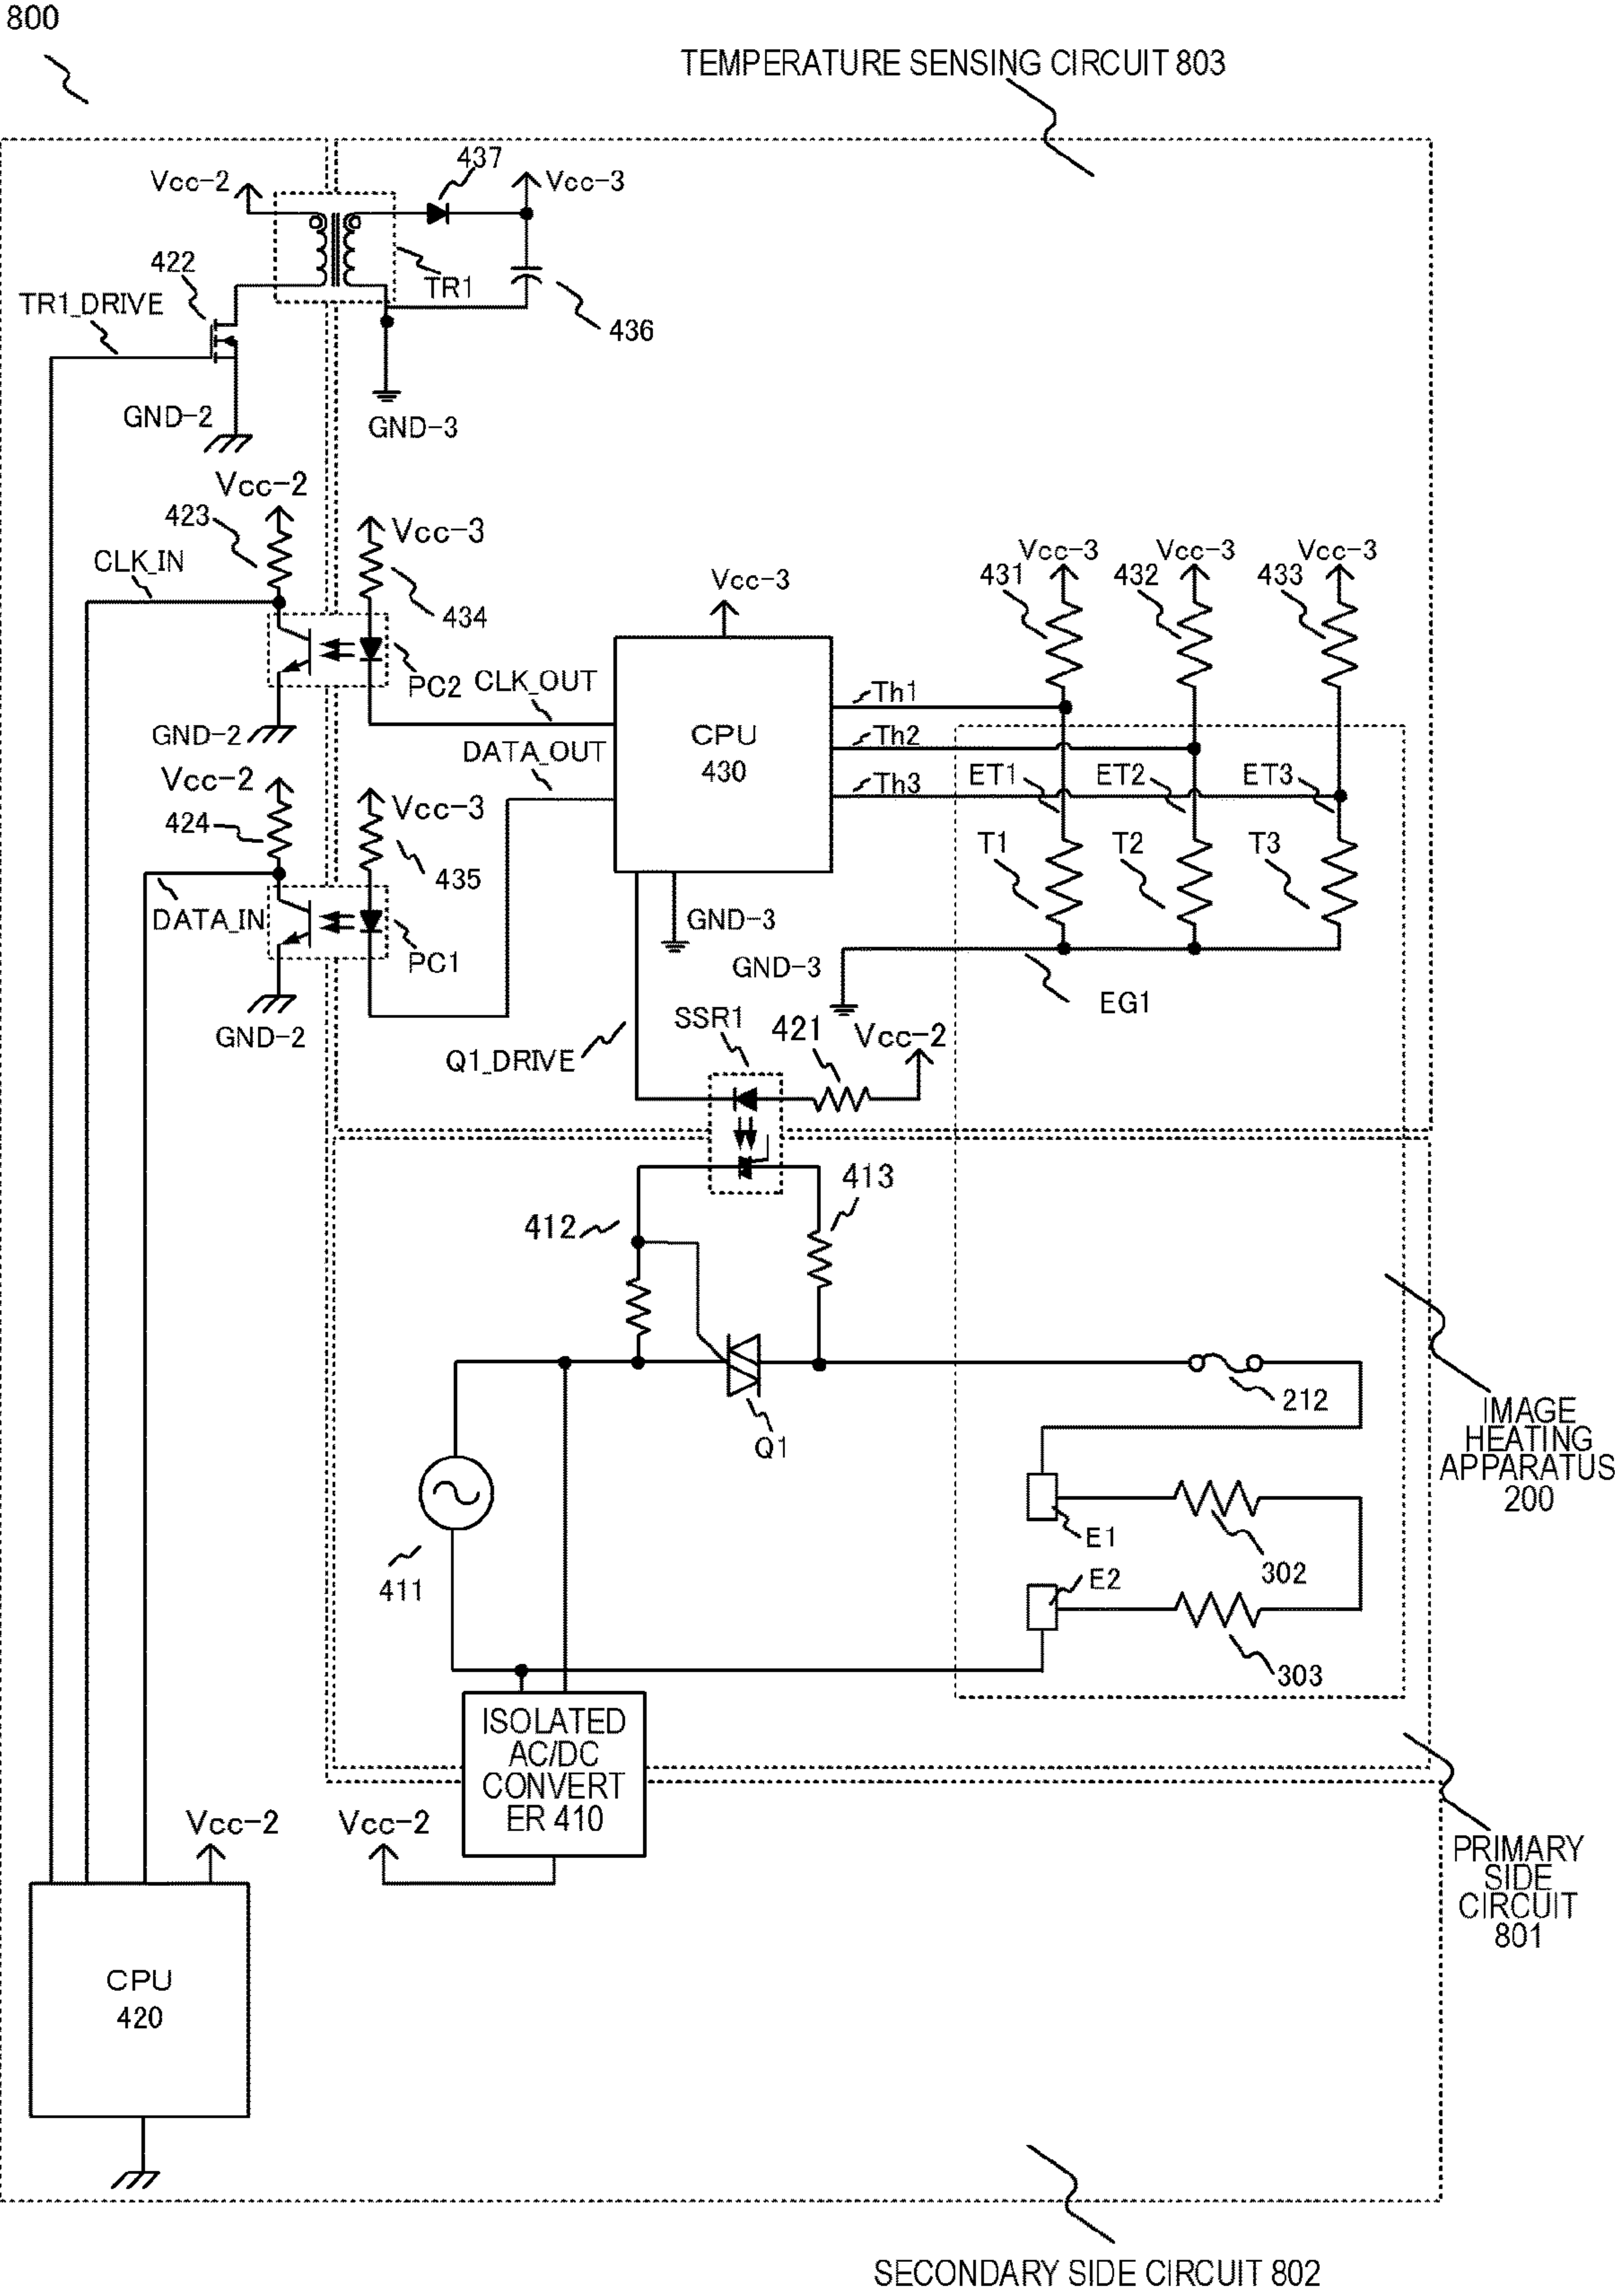 800
TEMPERATURE SENSING CIRCUIT 803
437
Vcc-2
Vcc-3
422
TR1
TR1_DRIVE
436
GND-2
GND-3
Vcc-2
423
Vcc-3
CLK_IN
434
Vcc-3
Vcc-3
Vcc-3
Vcc-3
431
432
433
PC2
CLK_OUT
Th1
GND-2
DATA_OUT
CPU
430
Th2
Vcc-2
Th3
ET1
ET2
ET3
Vcc-3
424
T1
T2
T3
435
DATA_IN
GND-3
PC1
GND-3
EG1
GND-2
SSR1
421
Vcc-2
Q1_DRIVE
413
412
212
Q1
IMAGE
HEATING
APPARATUS
200
E1
302
411
E2
303
ISOLATED
AC/DC
CONVERT
ER 410
Vcc-2
Vcc-2
PRIMARY
SIDE
CIRCUIT
801
CPU
420
SECONDARY SIDE CIRCUIT 802